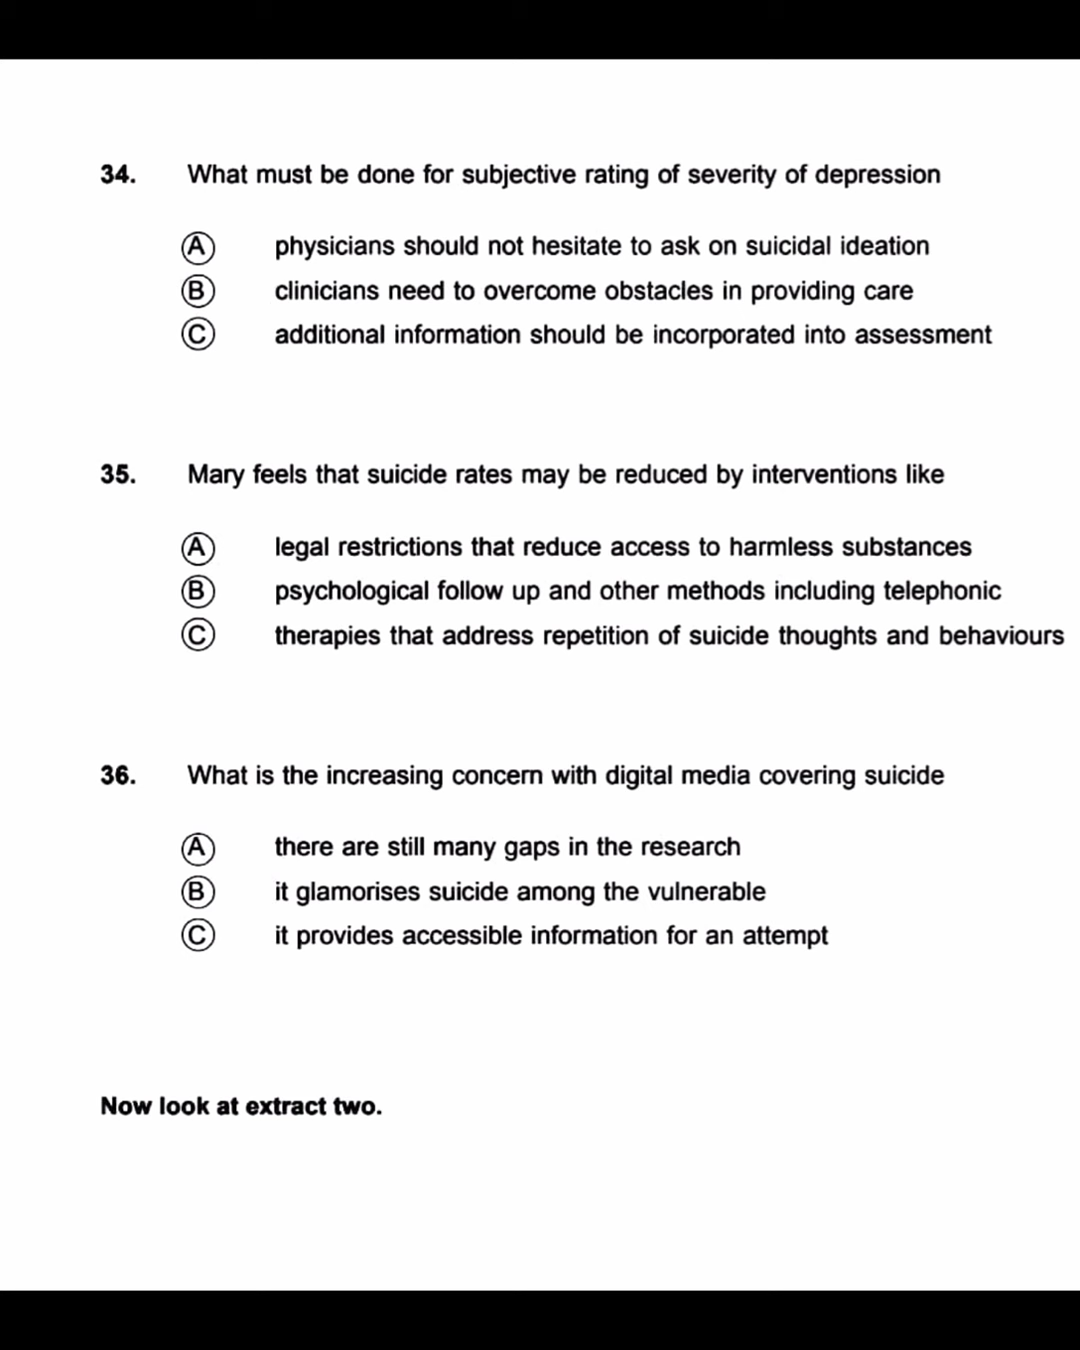 34. What must be done for subjective rating of severity of depression
A physicians should not hesitate to ask on suicidal ideation
B clinicians need to overcome obstacles in providing care
C additional information should be incorporated into assessment
35. Mary feels that suicide rates may be reduced by interventions like
A legal restrictions that reduce access to harmless substances
B psychological follow up and other methods including telephonic
C therapies that address repetition of suicide thoughts and behaviours
36. What is the increasing concern with digital media covering suicide
A there are still many gaps in the research
B it glamorises suicide among the vulnerable
C it provides accessible information for an attempt
Now look at extract two.